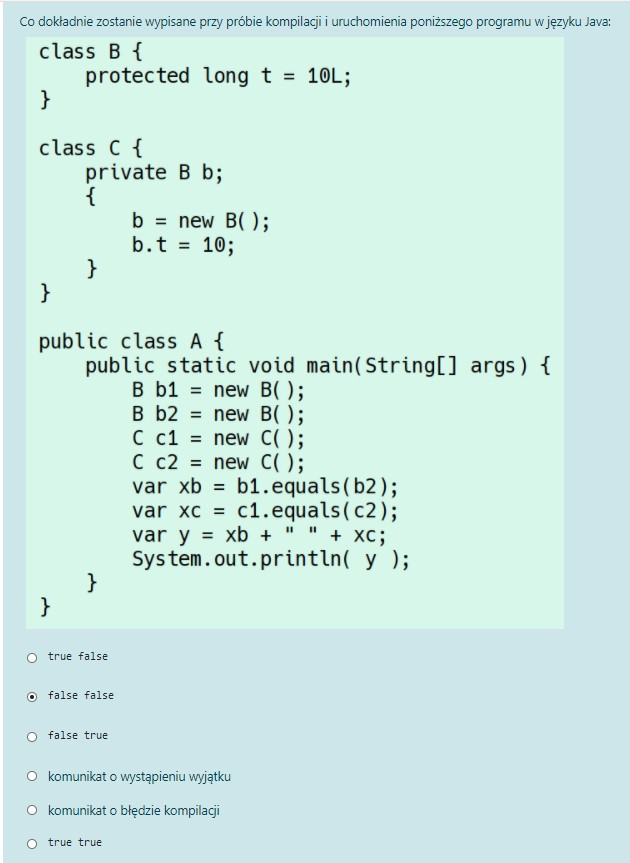 Co dokładnie zostanie wypisane przy próbie kompilacji i uruchomienia poniższego programu w języku Java:
class B {
    protected long t = 10L;
}
class C {
    private B b;
    {
        b = new B( );
        b.t = 10;
    }
}
public class A {
    public static void main(String[] args) {
        B b1 = new B( );
        B b2 = new B( );
        C c1 = new C( );
        C c2 = new C( );
        var xb = b1.equals(b2);
        var xc = c1.equals(c2);
        var y = xb + " " + xc;
        System.out.println( y );
    }
}
true false
false false
false true
komunikat o wystąpieniu wyjątku
komunikat o błędzie kompilacji
true true